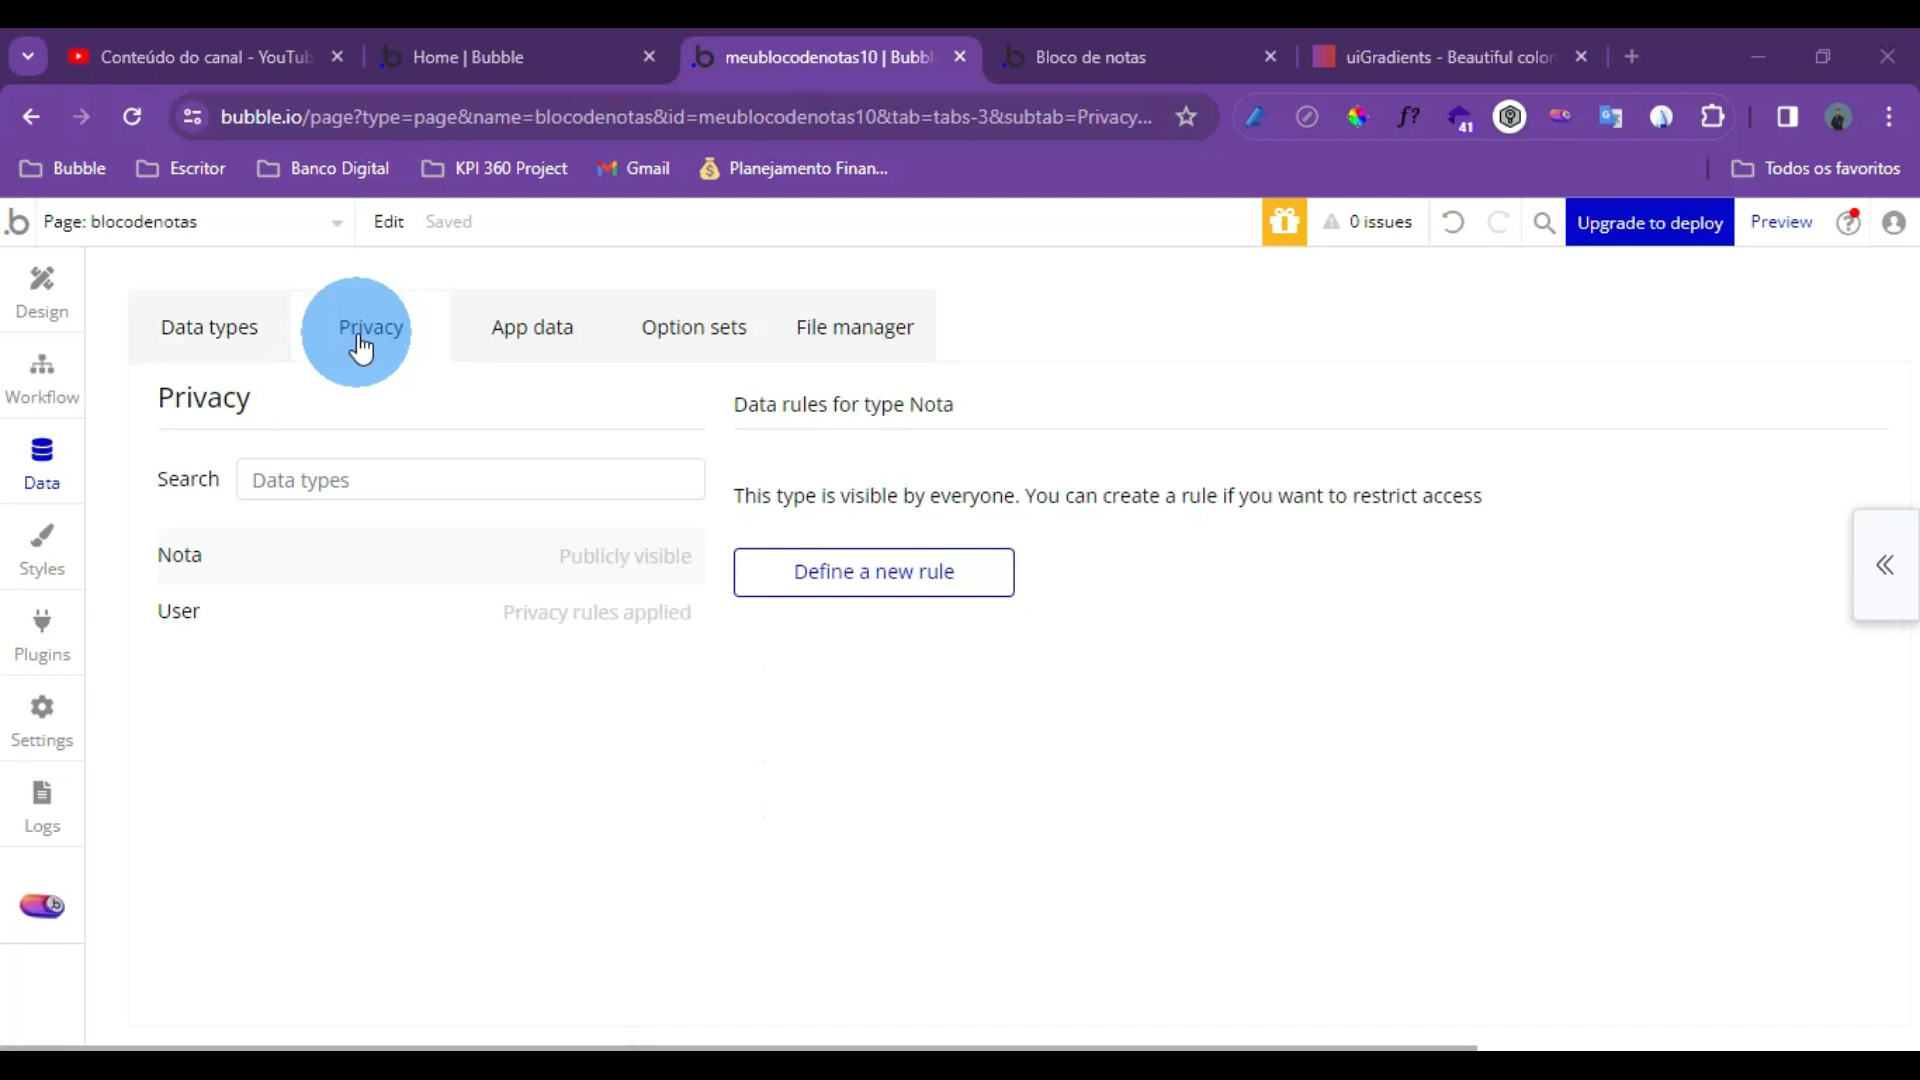 Conteúdo do canal - YouTub
Home | Bubble
meublocodenotas10 | Bubbl
Bloco de notas
uiGradients - Beautiful color
bubble.io/page?type=page&name=blocodenotas&id=meublocodenotas10&tab=tabs-3&subtab=Privacy...
f?
41
Bubble
Escritor
Banco Digital
KPI 360 Project
Gmail
Planejamento Finan...
Todos os favoritos
Page: blocodenotas
Edit
Saved
0 issues
Upgrade to deploy
Preview
Design
Workflow
Data
Styles
Plugins
Settings
Logs
Data types
Privacy
App data
Option sets
File manager
Privacy
Search
Data types
Nota
Publicly visible
User
Privacy rules applied
Data rules for type Nota
This type is visible by everyone. You can create a rule if you want to restrict access
Define a new rule